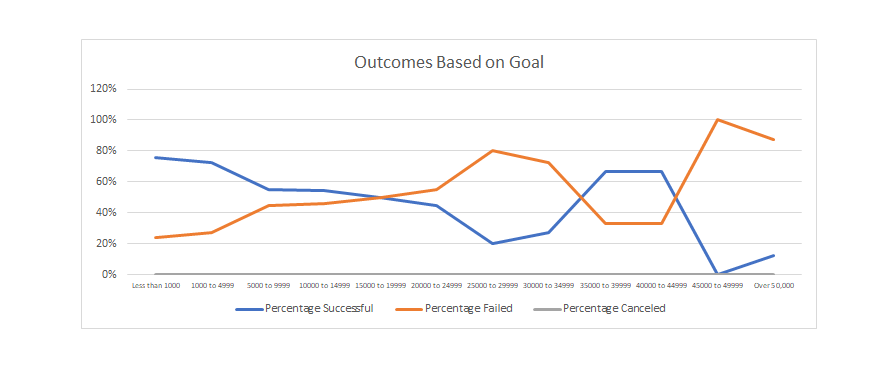 Outcomes Based on Goal
120%
100%
80%
60%
40%
20%
0%
Less than 1000 1000 to 4999 5000 to 9999 10000 to 14999 15000 to 19999 20000 to 24999 25000 to 29999 30000 to 34999 35000 to 39999 40000 to 44999 45000 to 49999 Over 50,000
Percentage Successful Percentage Failed Percentage Canceled